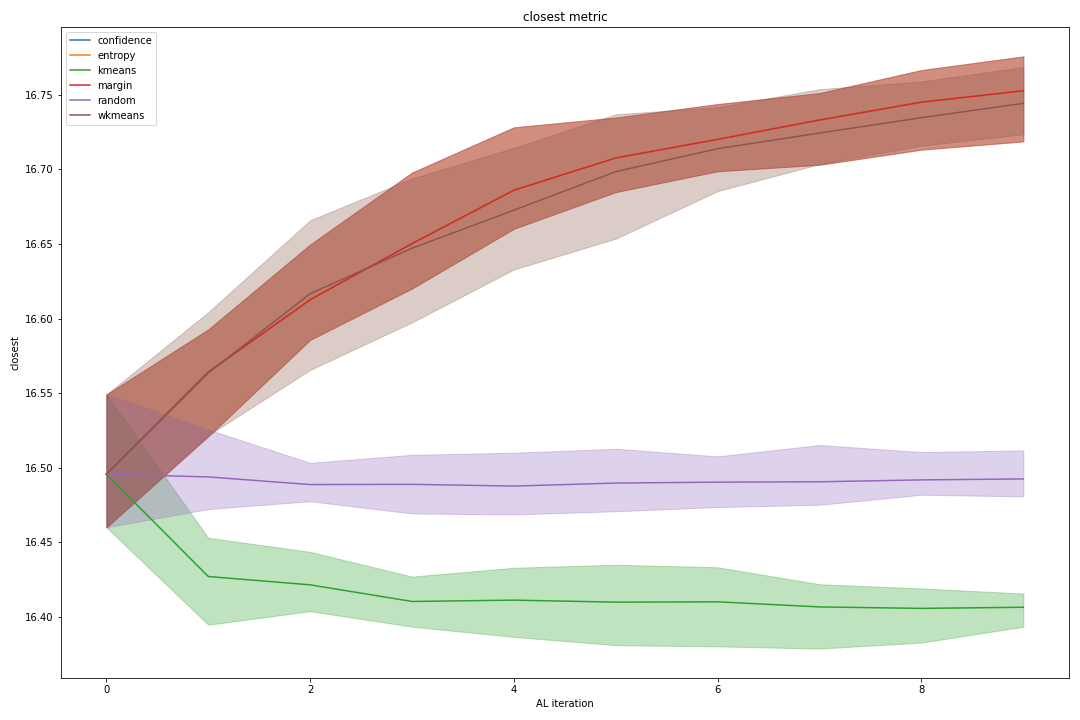 closest metric
confidence
entropy
kmeans
margin
random
wkmeans
16.75
16.70
16.65
16.60
16.55
16.50
16.45
16.40
closest
0
2
4
6
8
AL iteration